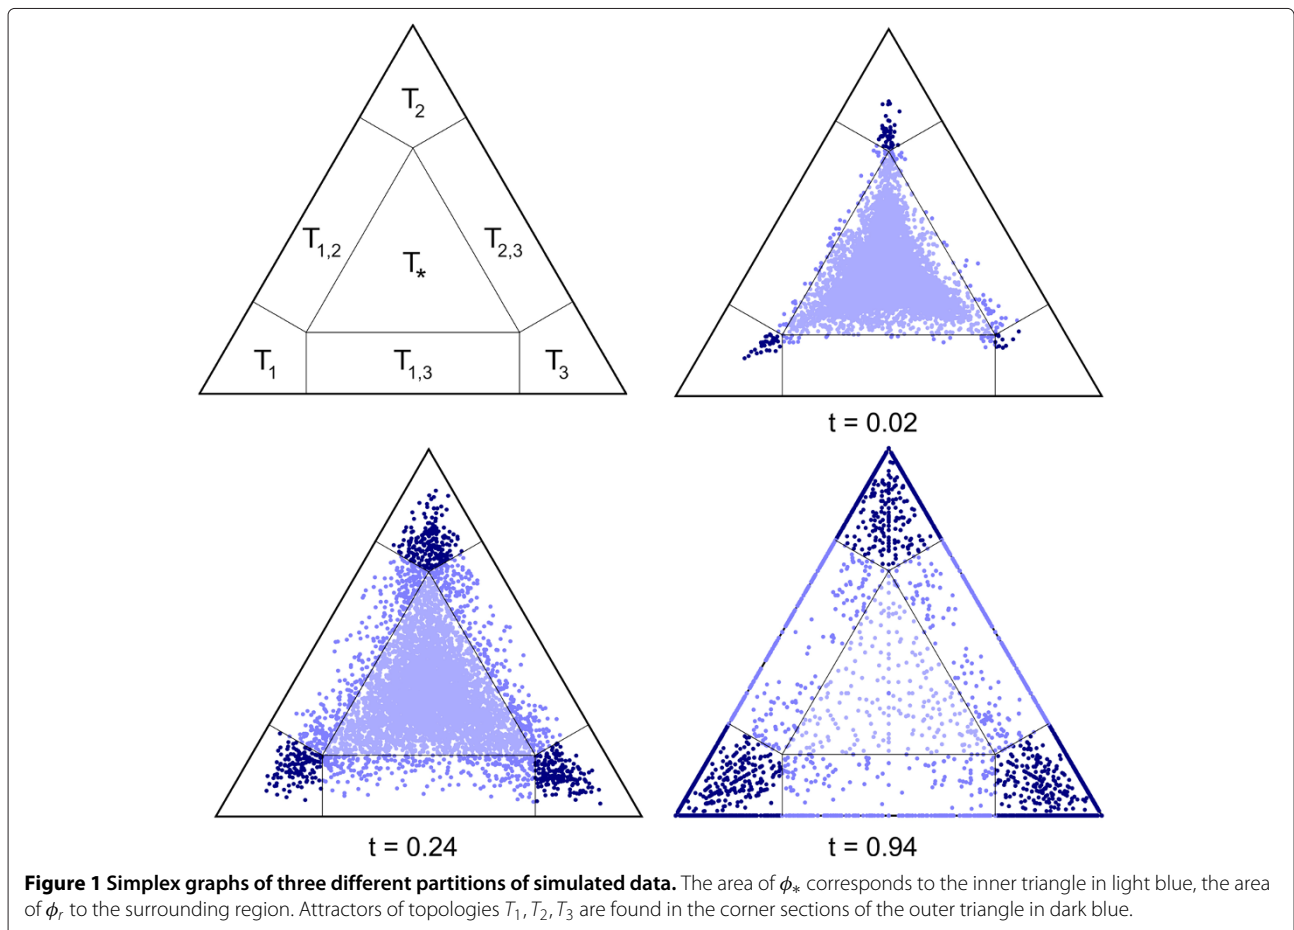 T2
T1,2
T2,3
T*
T1
T1,3
T3
t = 0.02
t = 0.24
t = 0.94
Figure 1 Simplex graphs of three different partitions of simulated data. The area of ϕ* corresponds to the inner triangle in light blue, the area
of ϕr to the surrounding region. Attractors of topologies T1, T2, T3 are found in the corner sections of the outer triangle in dark blue.